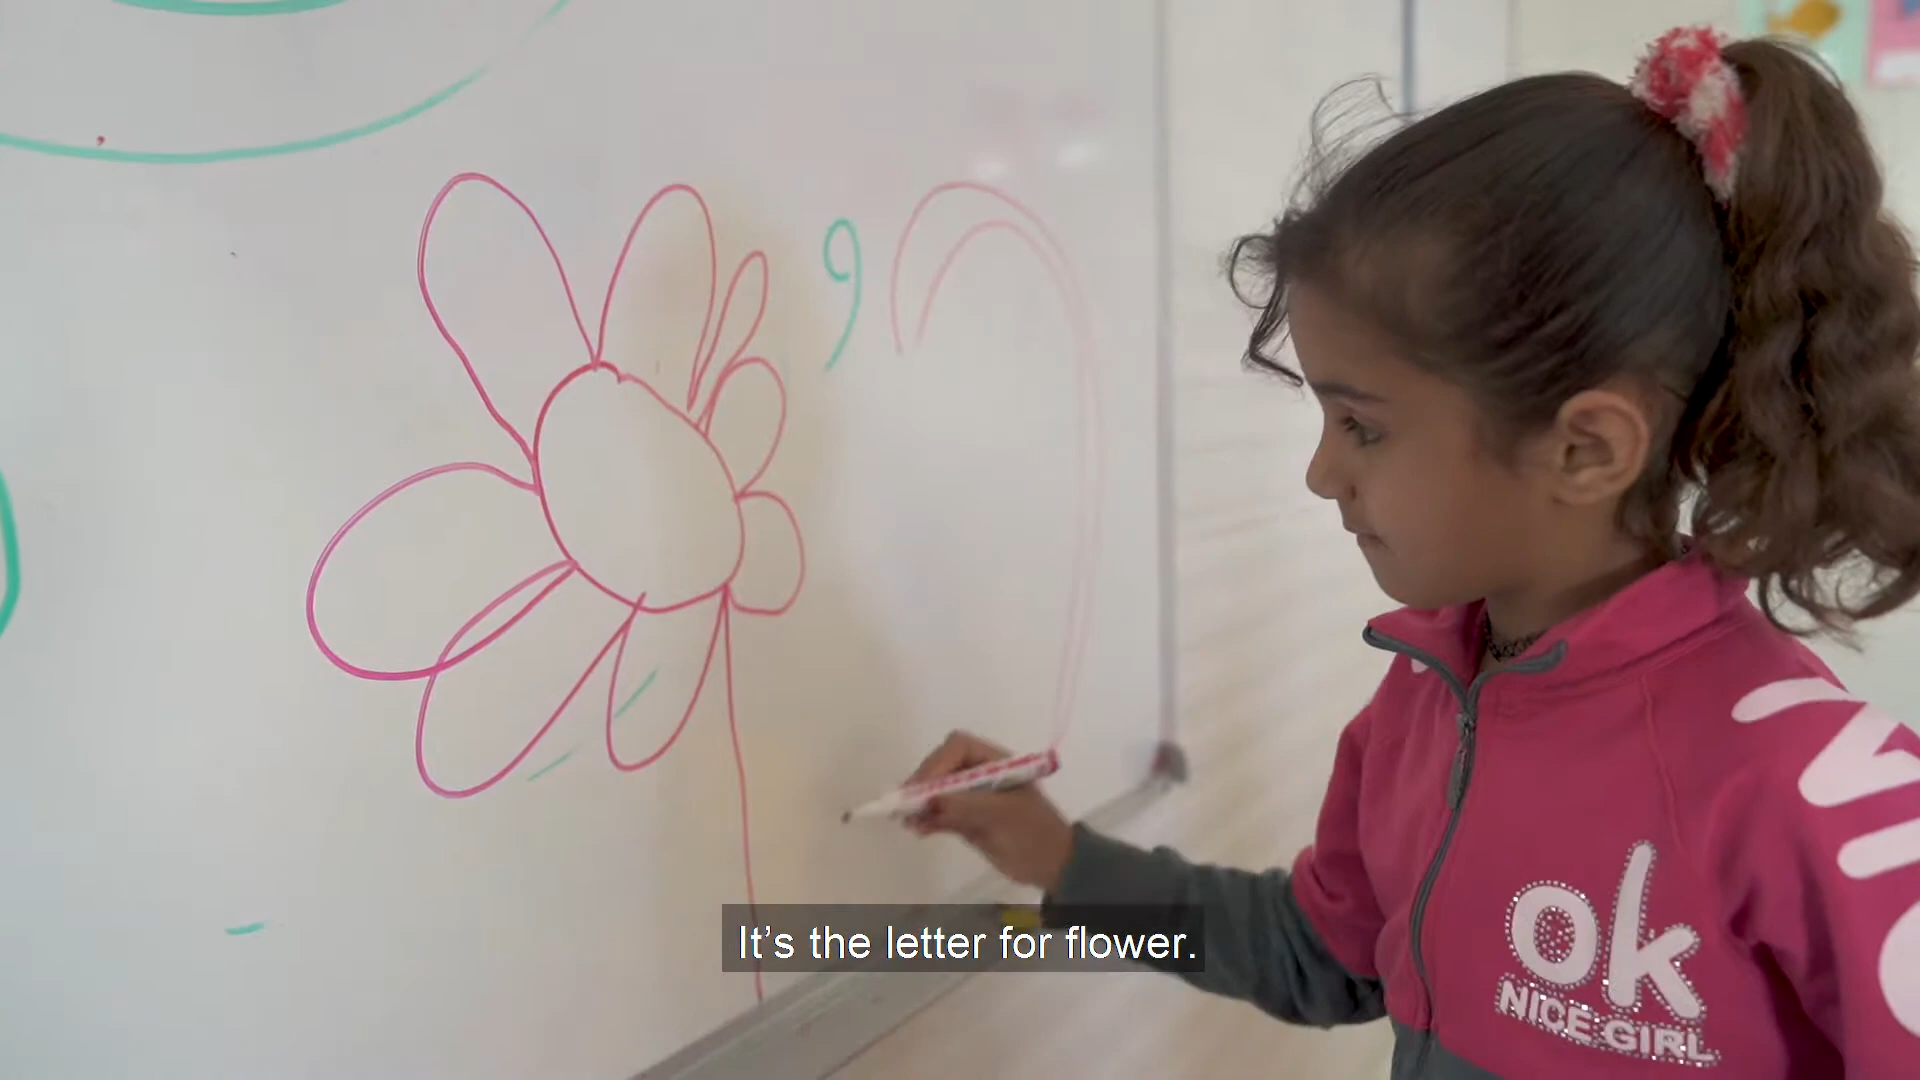 و
ok
NICE GIRL
It’s the letter for flower.